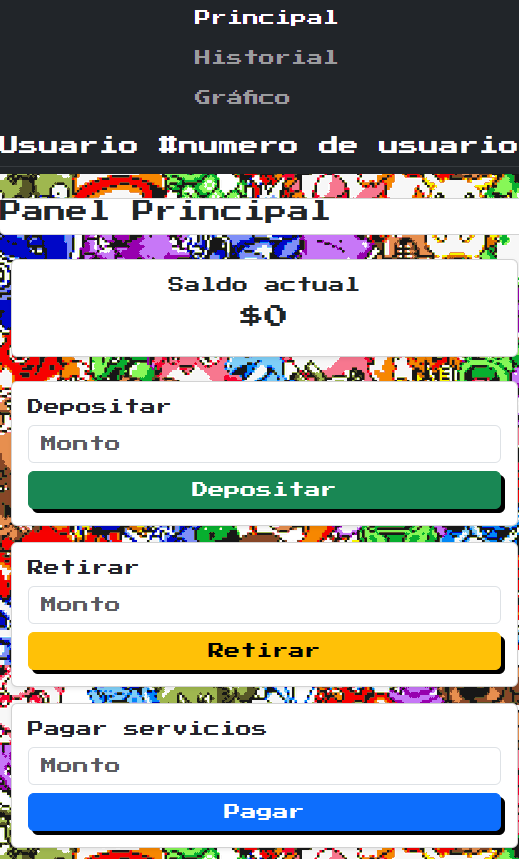 Principal
Historial
Gráfico
Usuario #numero de usuario
Panel Principal
Saldo actual
$0
Depositar
Monto
Depositar
Retirar
Monto
Retirar
Pagar servicios
Monto
Pagar